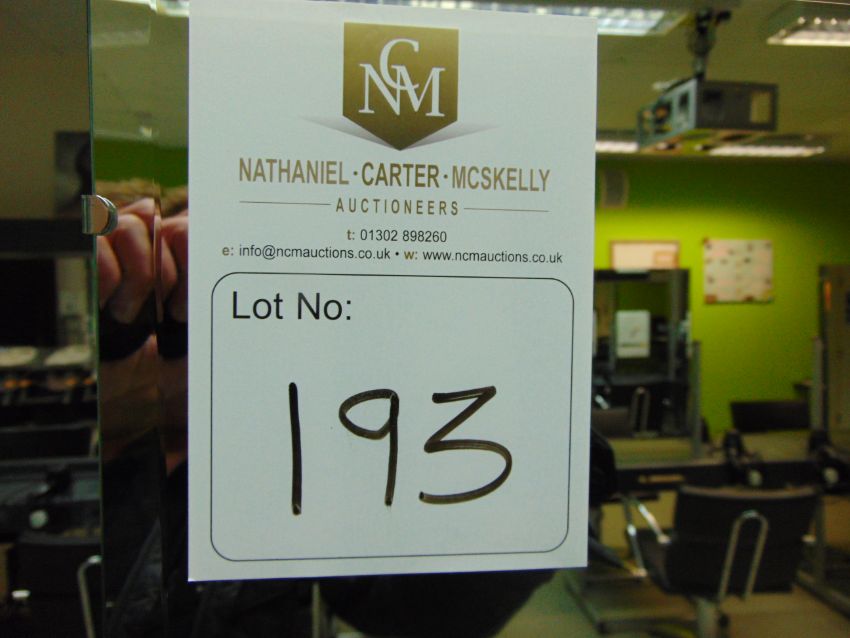 NCM
NATHANIEL · CARTER · MCSKELLY
AUCTIONEERS
t: 01302 898260
e: info@ncmauctions.co.uk • w: www.ncmauctions.co.uk
Lot No:
193